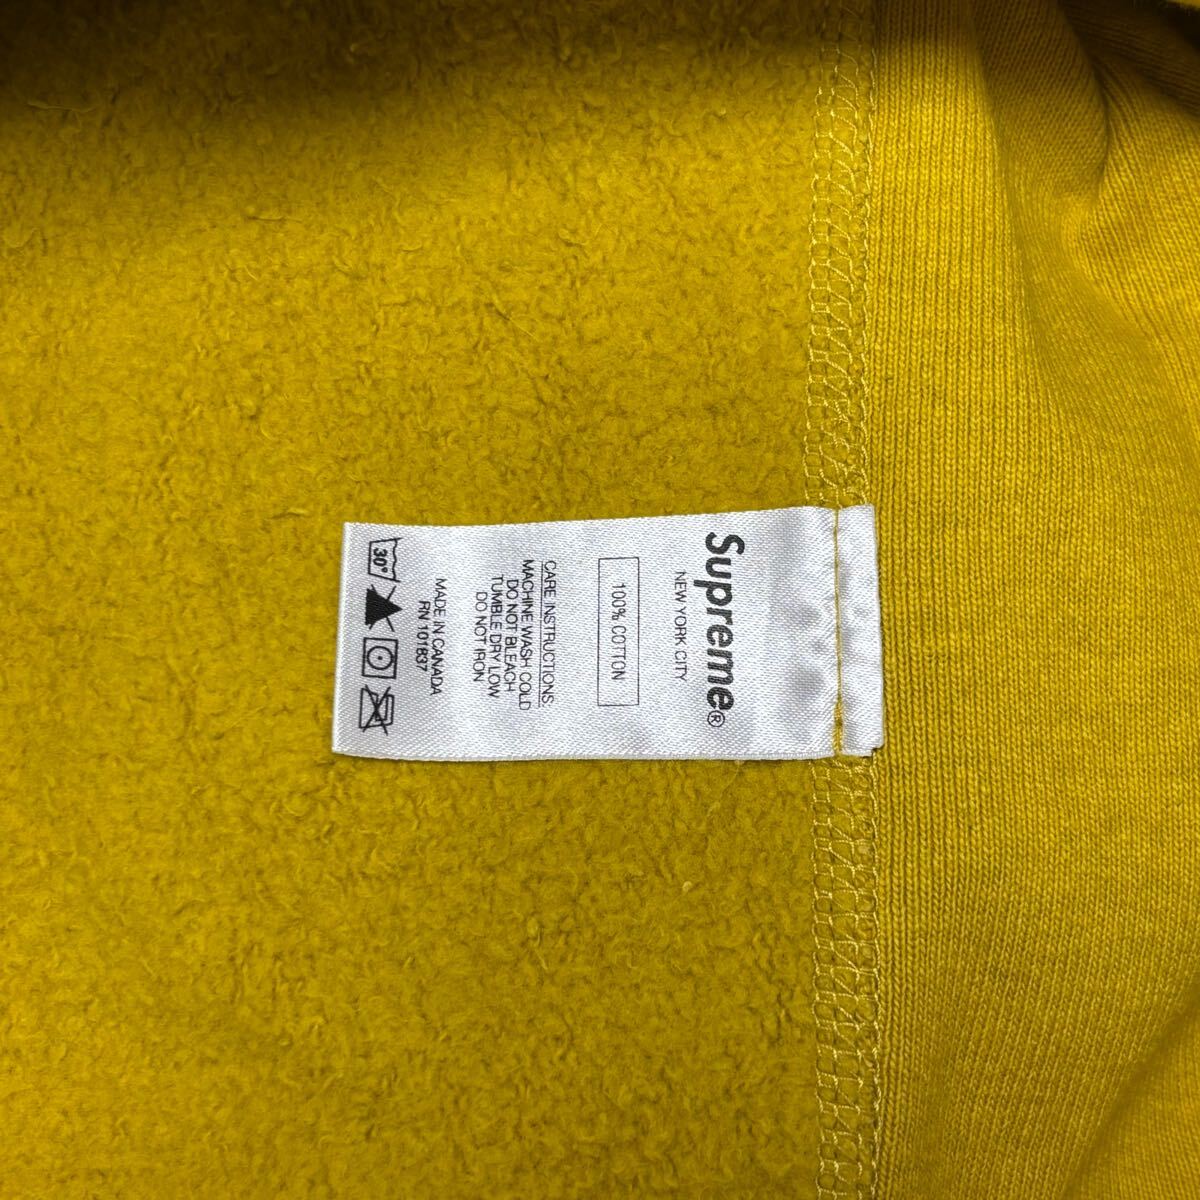 Supreme®
NEW YORK CITY
100% COTTON
CARE INSTRUCTIONS:
MACHINE WASH COLD
DO NOT BLEACH
TUMBLE DRY LOW
DO NOT IRON
MADE IN CANADA
RN 101837
30°